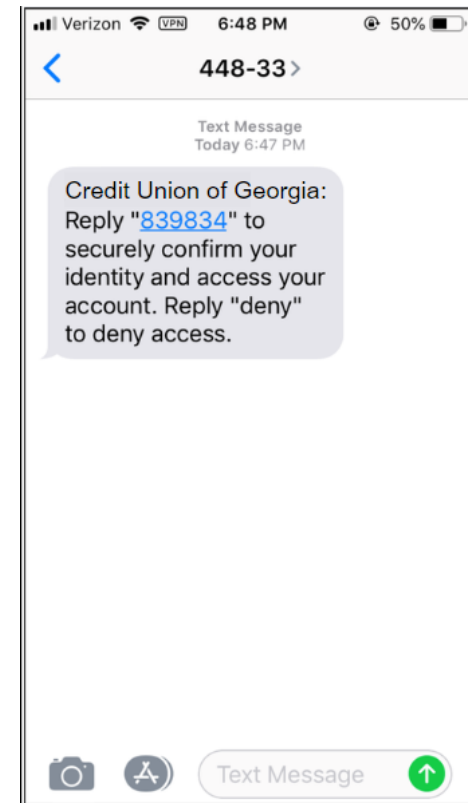 Verizon VPN 6:48 PM 50%
448-33>
Text Message
Today 6:47 PM
Credit Union of Georgia:
Reply "839834" to
securely confirm your
identity and access your
account. Reply "deny"
to deny access.
Text Message